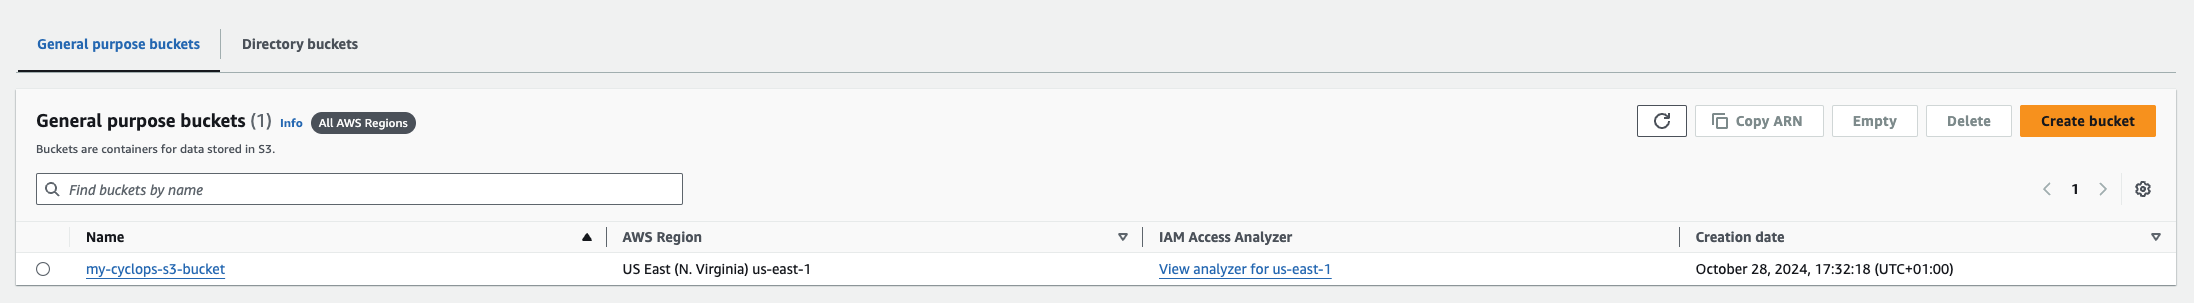 General purpose buckets Directory buckets
General purpose buckets (1) Info All AWS Regions Copy ARN Empty Delete Create bucket
Buckets are containers for data stored in S3.
Find buckets by name 1
Name AWS Region IAM Access Analyzer Creation date
my-cyclops-s3-bucket US East (N. Virginia) us-east-1 View analyzer for us-east-1 October 28, 2024, 17:32:18 (UTC+01:00)